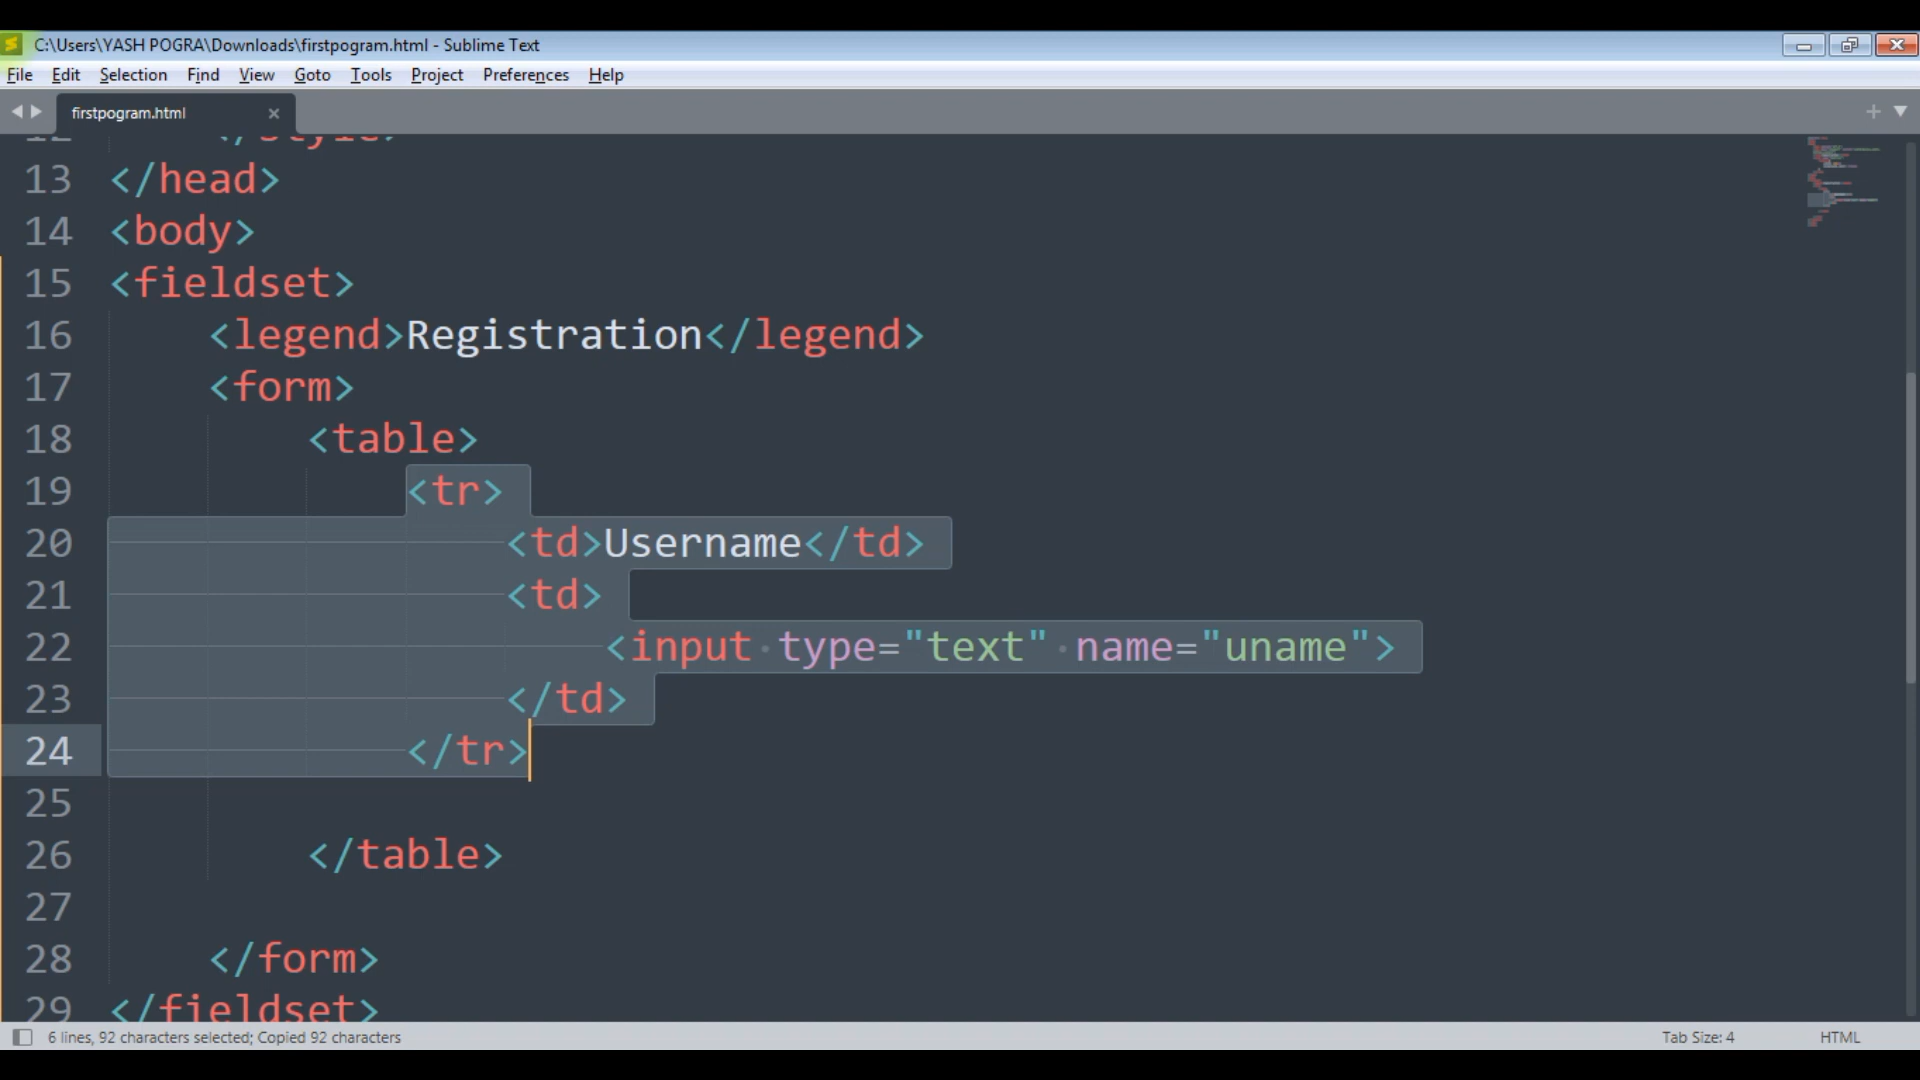 C:\Users\YASH POGRA\Downloads\firstpogram.html - Sublime Text
File Edit Selection Find View Goto Tools Project Preferences Help
firstpogram.html
12 </style>
13 </head>
14 <body>
15 <fieldset>
16 <legend>Registration</legend>
17 <form>
18 <table>
19 <tr>
20 <td>Username</td>
21 <td>
22 <input type="text" name="uname">
23 </td>
24 </tr>
25
26 </table>
27
28 </form>
29 </fieldset>
6 lines, 92 characters selected; Copied 92 characters Tab Size: 4 HTML